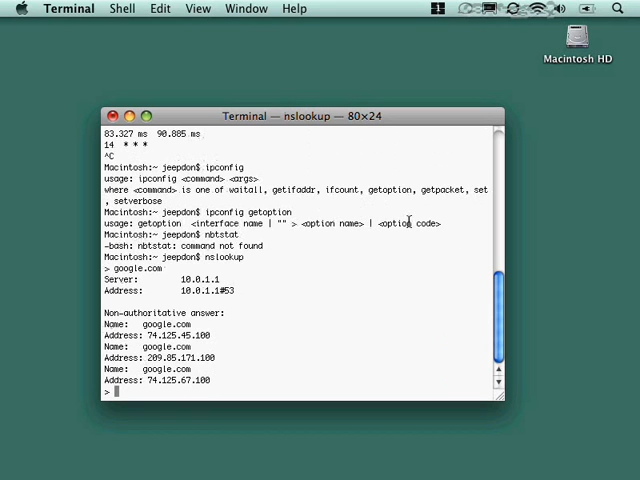 Terminal Shell Edit View Window Help
1
Macintosh HD
Terminal — nslookup — 80×24
83.327 ms  90.885 ms
14  * * *
^C
Macintosh:~ jeepdon$ ipconfig
usage: ipconfig <command> <args>
where <command> is one of waitall, getifaddr, ifcount, getoption, getpacket, set
, setverbose
Macintosh:~ jeepdon$ ipconfig getoption
usage: getoption  <interface name | "" > <option name> | <option code>
Macintosh:~ jeepdon$ nbtstat
-bash: nbtstat: command not found
Macintosh:~ jeepdon$ nslookup
> google.com
Server:         10.0.1.1
Address:        10.0.1.1#53
Non-authoritative answer:
Name:   google.com
Address: 74.125.45.100
Name:   google.com
Address: 209.85.171.100
Name:   google.com
Address: 74.125.67.100
>